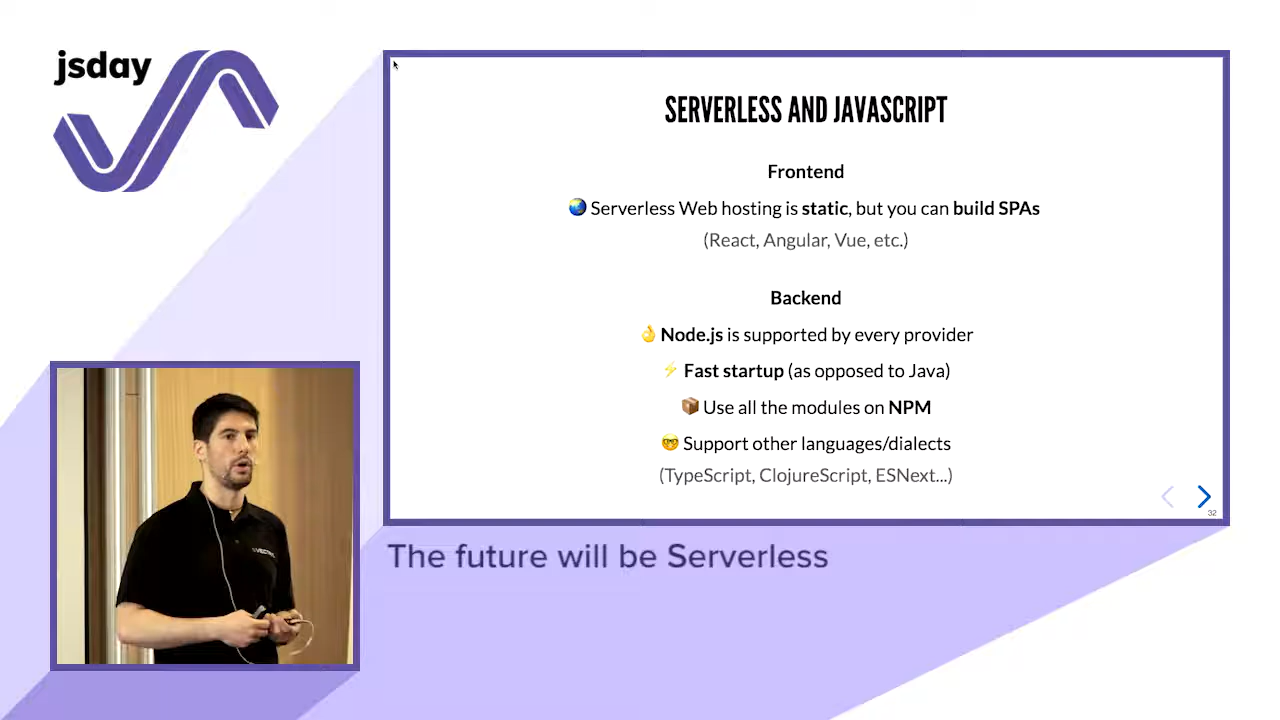 jsday
SERVERLESS AND JAVASCRIPT
Frontend
🌏 Serverless Web hosting is static, but you can build SPAs
(React, Angular, Vue, etc.)
Backend
👌 Node.js is supported by every provider
⚡ Fast startup (as opposed to Java)
📦 Use all the modules on NPM
🤓 Support other languages/dialects
(TypeScript, ClojureScript, ESNext...)
32
The future will be Serverless